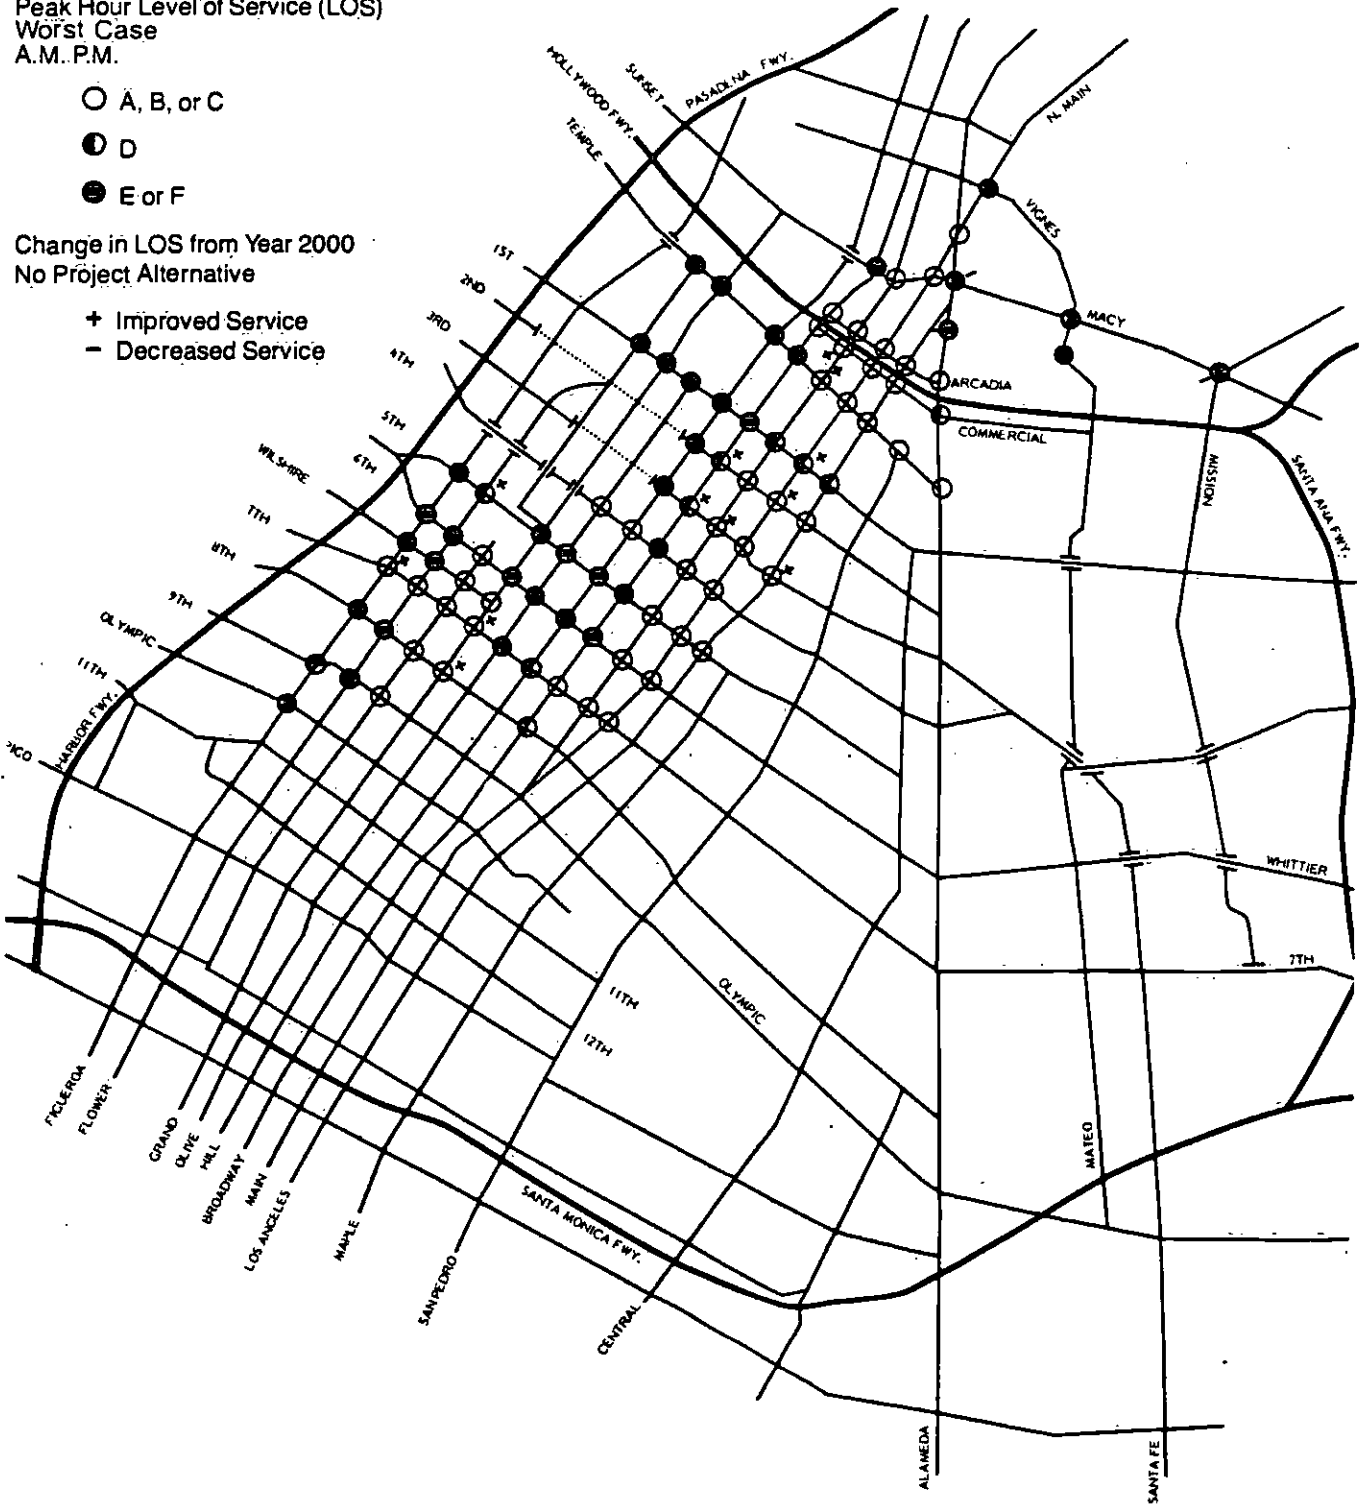 Peak Hour Level of Service (LOS)
Worst Case
A.M. P.M.
A, B, or C
D
E or F
Change in LOS from Year 2000
No Project Alternative
+ Improved Service
- Decreased Service
HOLLYWOOD FWY.
SUNSET
PASADENA FWY.
TEMPLE
N. MAIN
VIGNES
1ST
2ND
3RD
4TH
5TH
6TH
WILSHIRE
7TH
8TH
9TH
OLYMPIC
11TH
HARBOR FWY.
PICO
MACY
ARCADIA
COMMERCIAL
MISSION
SANTA ANA FWY.
WHITTIER
7TH
OLYMPIC
11TH
12TH
FIGUEROA
FLOWER
GRAND
OLIVE
HILL
BROADWAY
MAIN
LOS ANGELES
MAPLE
SAN PEDRO
CENTRAL
SANTA MONICA FWY.
MATEO
ALAMEDA
SANTA FE